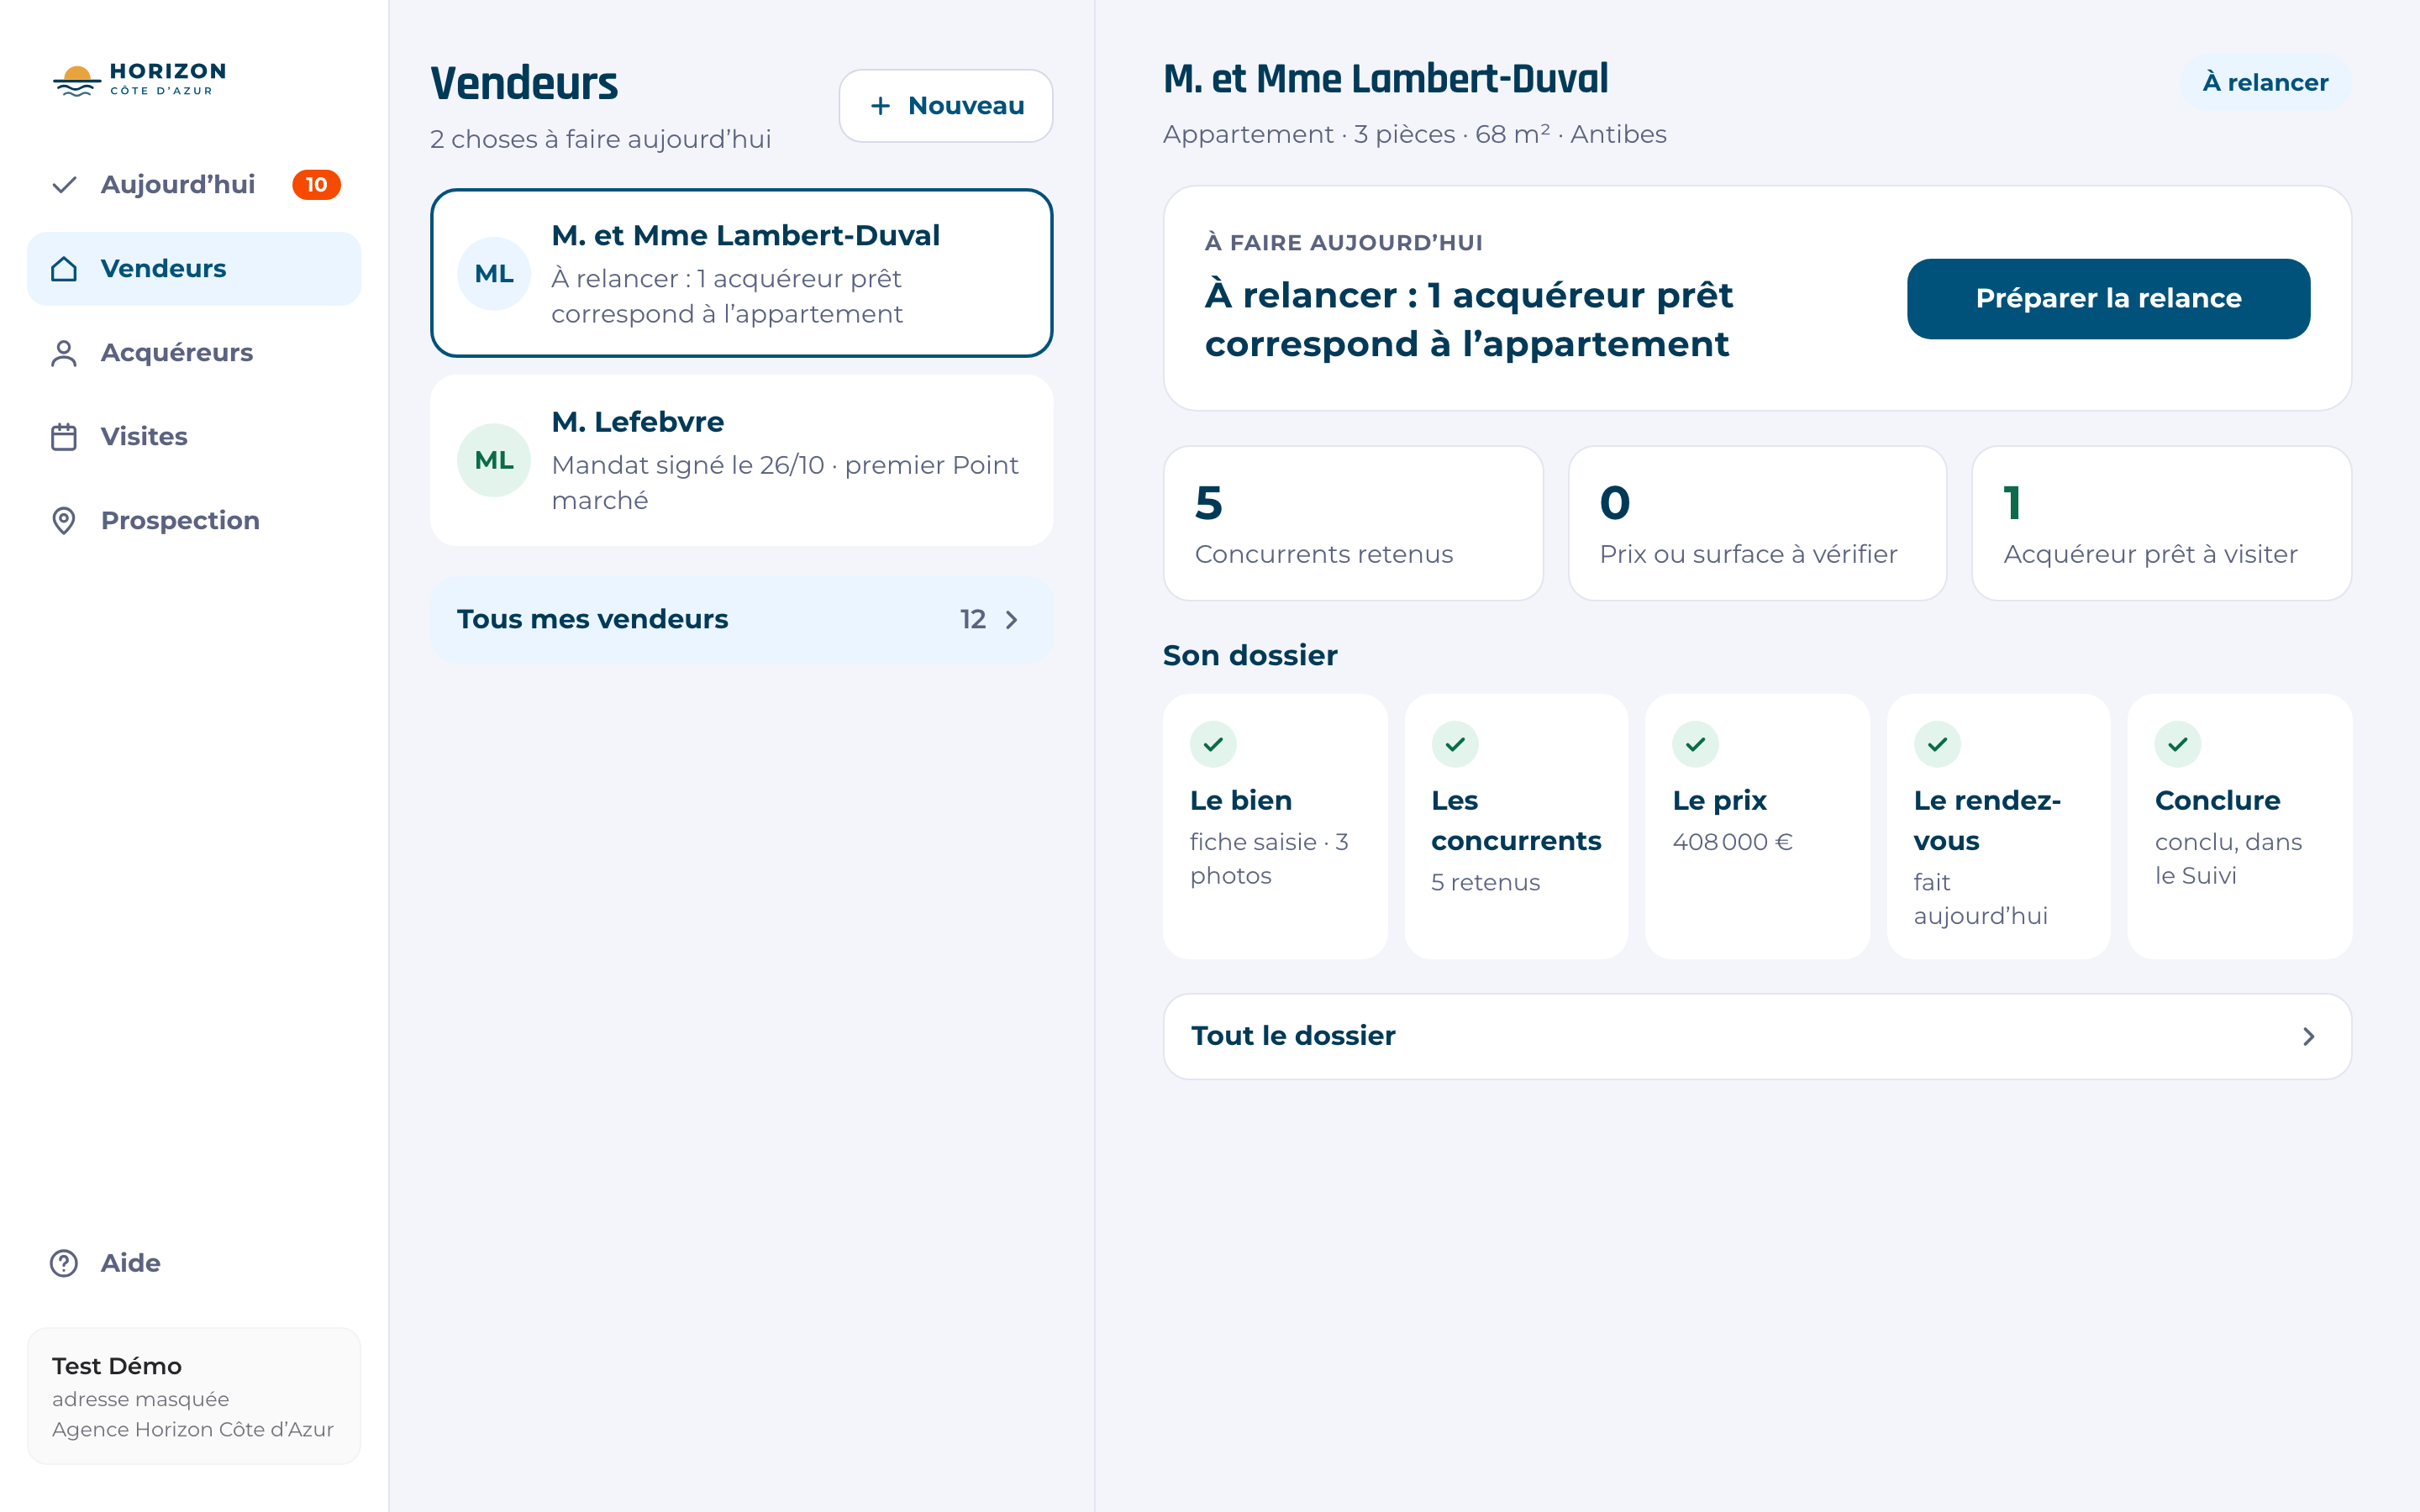 HORIZON
CÔTE D’AZUR
Aujourd’hui 10
Vendeurs
Acquéreurs
Visites
Prospection
Aide
Test Démo
adresse masquée
Agence Horizon Côte d’Azur
Vendeurs
2 choses à faire aujourd’hui
+ Nouveau
ML
M. et Mme Lambert-Duval
À relancer : 1 acquéreur prêt
correspond à l’appartement
ML
M. Lefebvre
Mandat signé le 26/10 · premier Point
marché
Tous mes vendeurs 12
M. et Mme Lambert-Duval
À relancer
Appartement · 3 pièces · 68 m² · Antibes
À FAIRE AUJOURD’HUI
À relancer : 1 acquéreur prêt
correspond à l’appartement
Préparer la relance
5
Concurrents retenus
0
Prix ou surface à vérifier
1
Acquéreur prêt à visiter
Son dossier
Le bien
fiche saisie · 3
photos
Les
concurrents
5 retenus
Le prix
408 000 €
Le rendez-
vous
fait
aujourd’hui
Conclure
conclu, dans
le Suivi
Tout le dossier